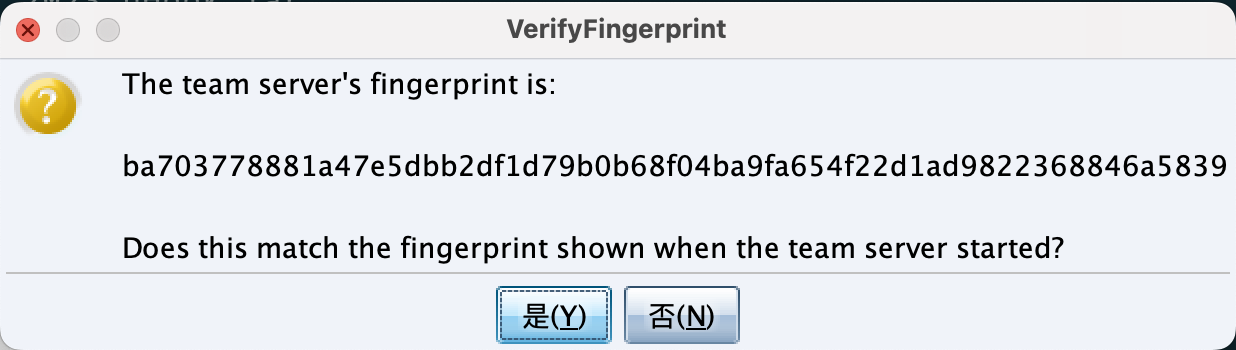 VerifyFingerprint
The team server's fingerprint is:
ba703778881a47e5dbb2df1d79b0b68f04ba9fa654f22d1ad9822368846a5839
Does this match the fingerprint shown when the team server started?
是(Y)
否(N)